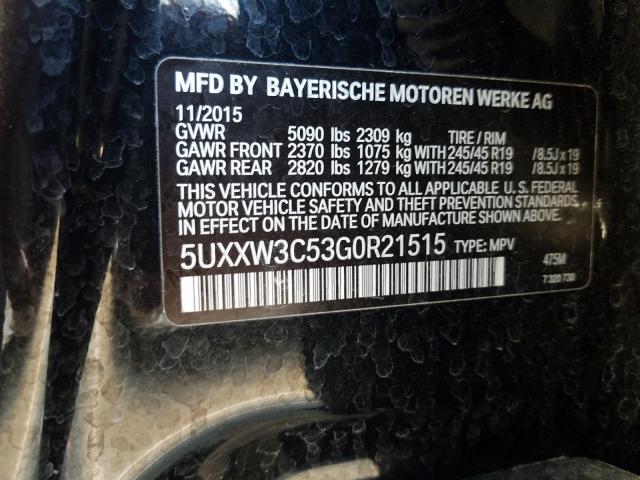 MFD BY BAYERISCHE MOTOREN WERKE AG
11/2015
GVWR 5090 lbs 2309 kg TIRE / RIM
GAWR FRONT 2370 lbs 1075 kg WITH 245/45 R19 / 8.5J x 19
GAWR REAR 2820 lbs 1279 kg WITH 245/45 R19 / 8.5J x 19
THIS VEHICLE CONFORMS TO ALL APPLICABLE U. S. FEDERAL
MOTOR VEHICLE SAFETY AND THEFT PREVENTION STANDARDS
IN EFFECT ON THE DATE OF MANUFACTURE SHOWN ABOVE.
5UXXW3C53G0R21515 TYPE: MPV 475M
7320730